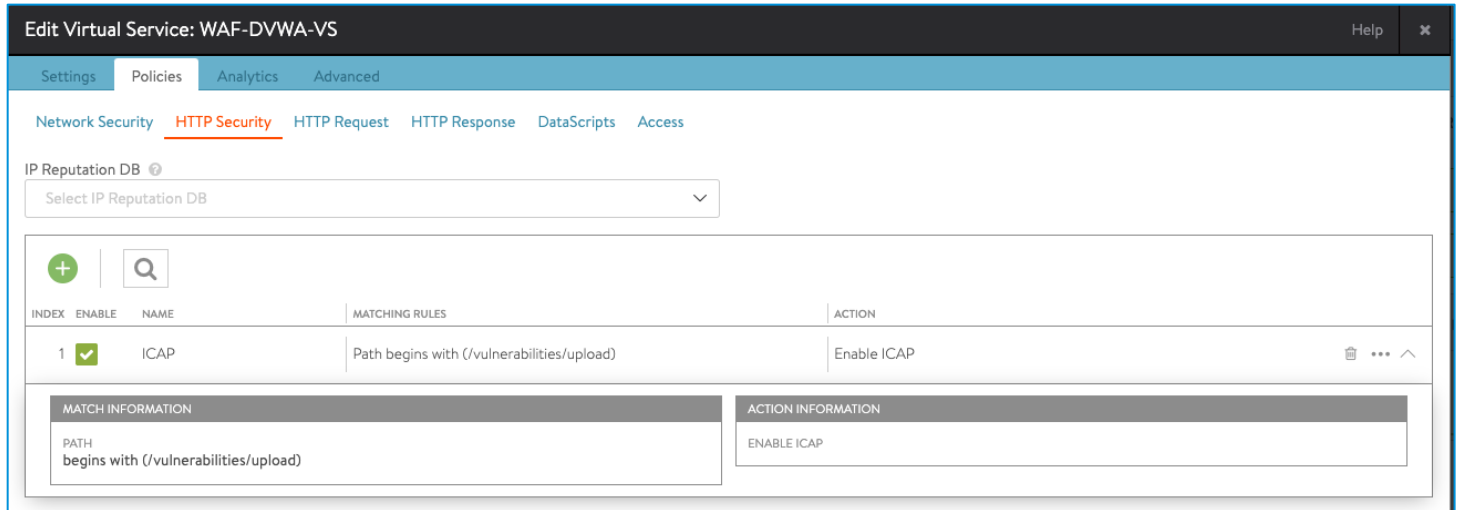 Edit Virtual Service: WAF-DVWA-VS Help
Settings Policies Analytics Advanced
Network Security HTTP Security HTTP Request HTTP Response DataScripts Access
IP Reputation DB
Select IP Reputation DB
INDEX ENABLE NAME MATCHING RULES ACTION
1 ICAP Path begins with (/vulnerabilities/upload) Enable ICAP
MATCH INFORMATION ACTION INFORMATION
PATH ENABLE ICAP
begins with (/vulnerabilities/upload)